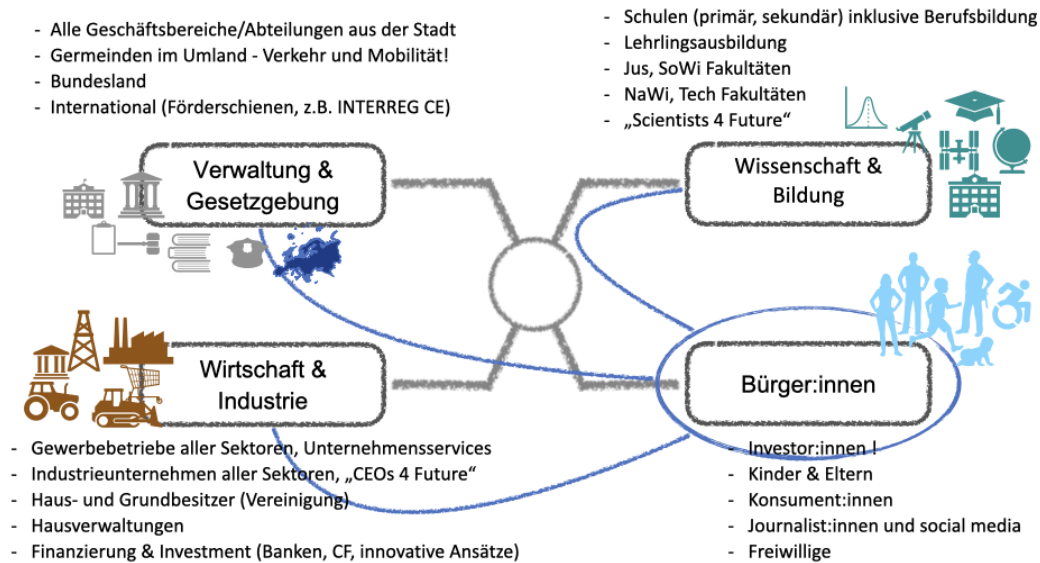 - Alle Geschäftsbereiche/Abteilungen aus der Stadt
- Germeinden im Umland - Verkehr und Mobilität!
- Bundesland
- International (Förderschienen, z.B. INTERREG CE)
- Schulen (primär, sekundär) inklusive Berufsbildung
- Lehrlingsausbildung
- Jus, SoWi Fakultäten
- NaWi, Tech Fakultäten
- „Scientists 4 Future“
Verwaltung &
Gesetzgebung
Wissenschaft &
Bildung
Wirtschaft &
Industrie
Bürger:innen
- Gewerbebetriebe aller Sektoren, Unternehmensservices
- Industrieunternehmen aller Sektoren, „CEOs 4 Future“
- Haus- und Grundbesitzer (Vereinigung)
- Hausverwaltungen
- Finanzierung & Investment (Banken, CF, innovative Ansätze)
- Investor:innen !
- Kinder & Eltern
- Konsument:innen
- Journalist:innen und social media
- Freiwillige